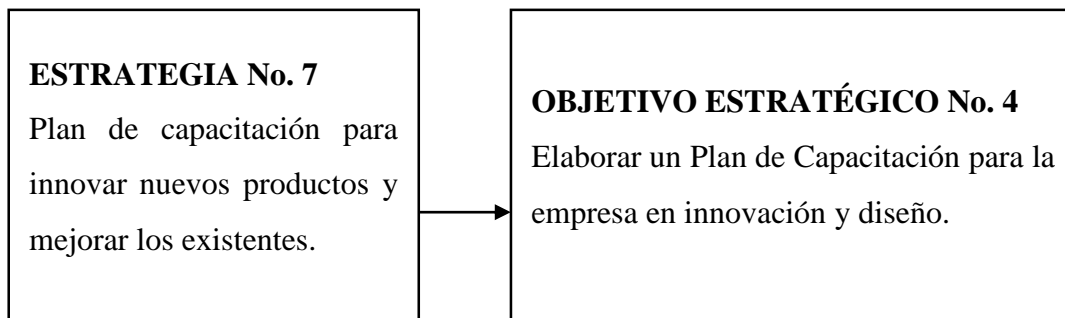 ESTRATEGIA No. 7
Plan de capacitación para
innovar nuevos productos y
mejorar los existentes.
OBJETIVO ESTRATÉGICO No. 4
Elaborar un Plan de Capacitación para la
empresa en innovación y diseño.